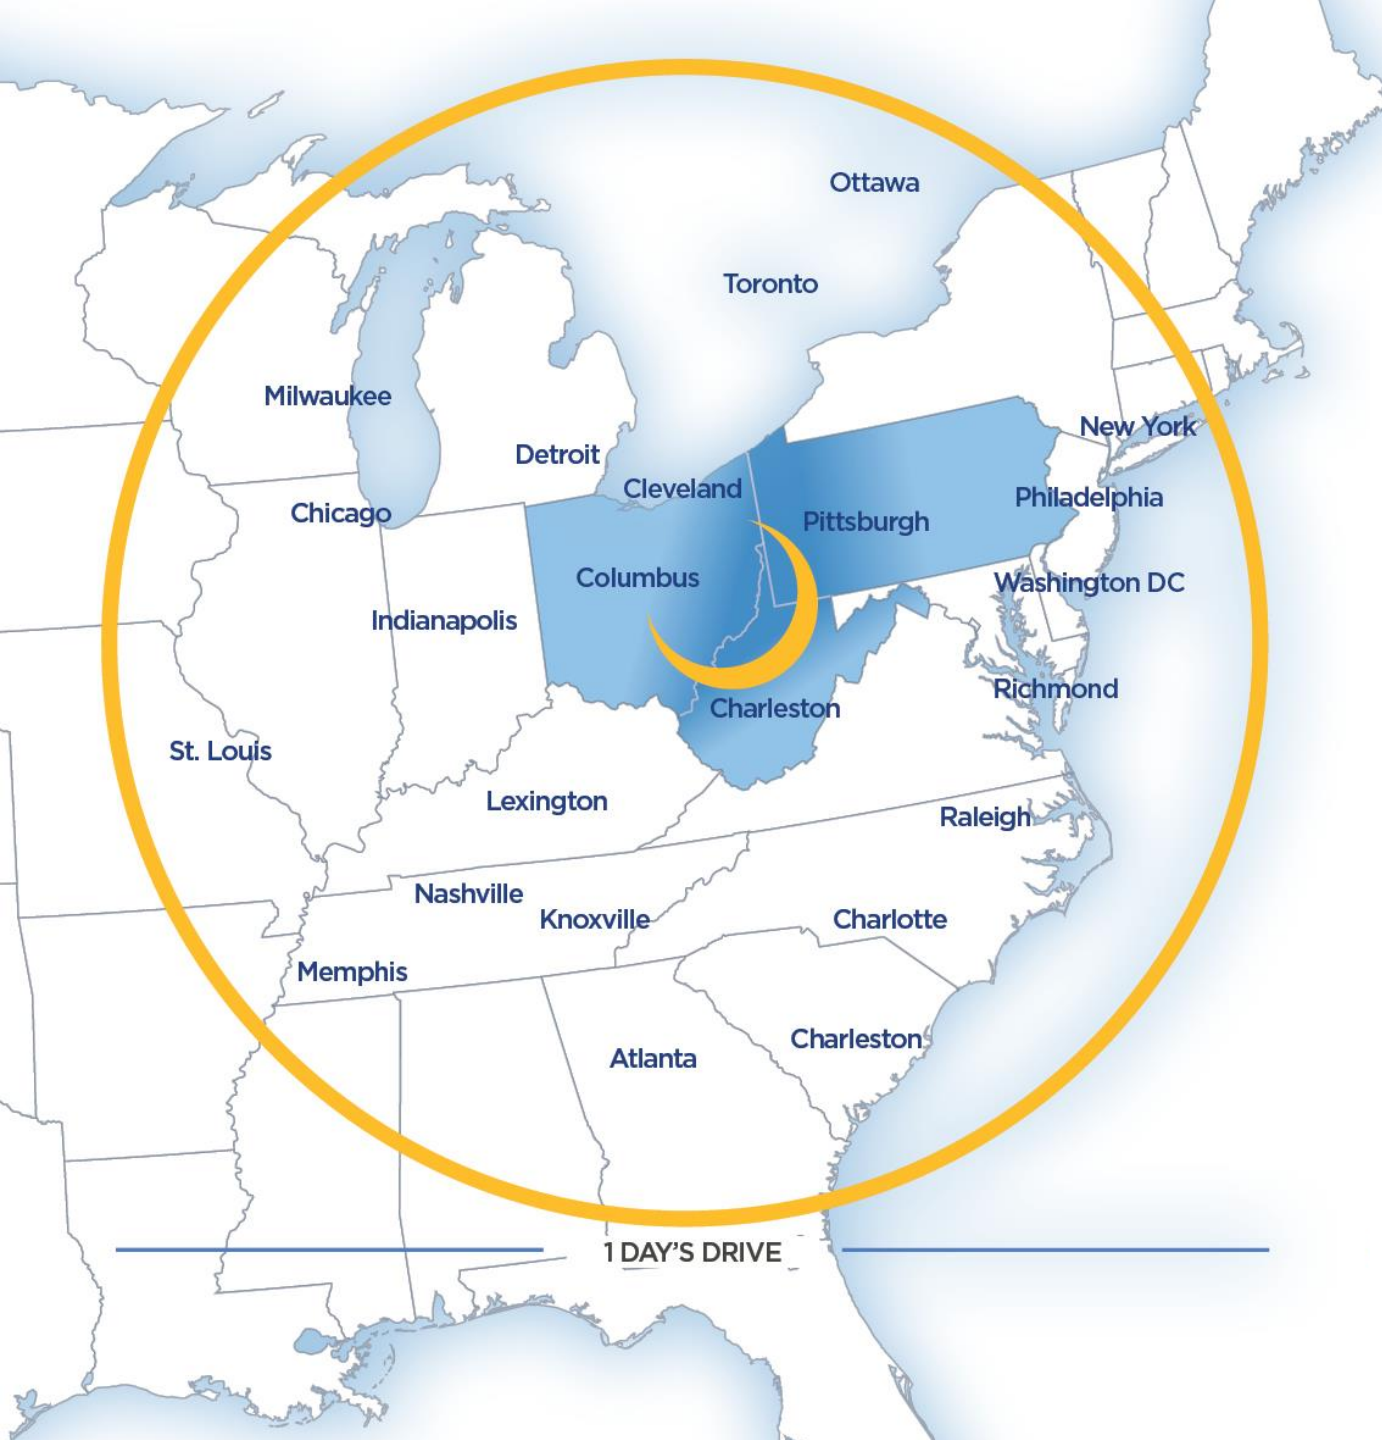 Ottawa
Toronto
Milwaukee
New York
Detroit
Cleveland
Philadelphia
Chicago
Pittsburgh
Columbus
Washington DC
Indianapolis
Richmond
Charleston
St. Louis
Lexington
Raleigh
Nashville
Knoxville
Charlotte
Memphis
Charleston
Atlanta
1 DAY'S DRIVE